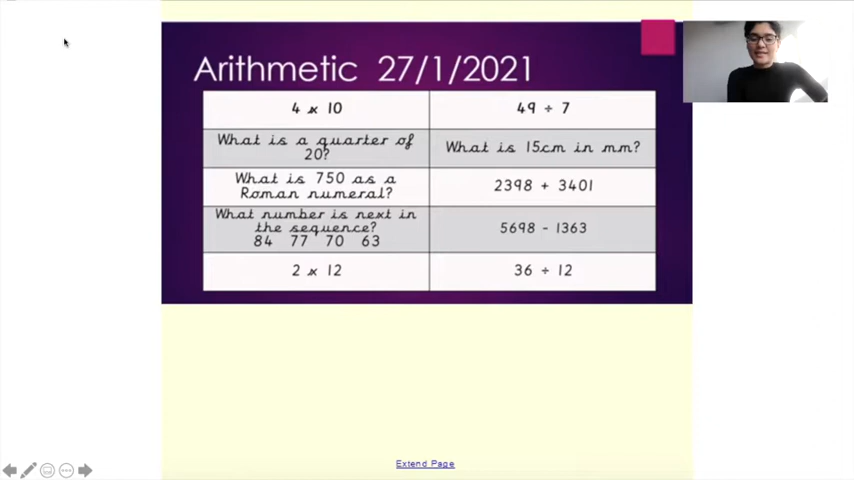 Arithmetic 27/1/2021
4 x 10
49 ÷ 7
What is a quarter of
20?
What is 15cm in mm?
What is 750 as a
Roman numeral?
2398 + 3401
What number is next in
the sequence?
84 77 70 63
5698 - 1363
2 x 12
36 ÷ 12
Extend Page